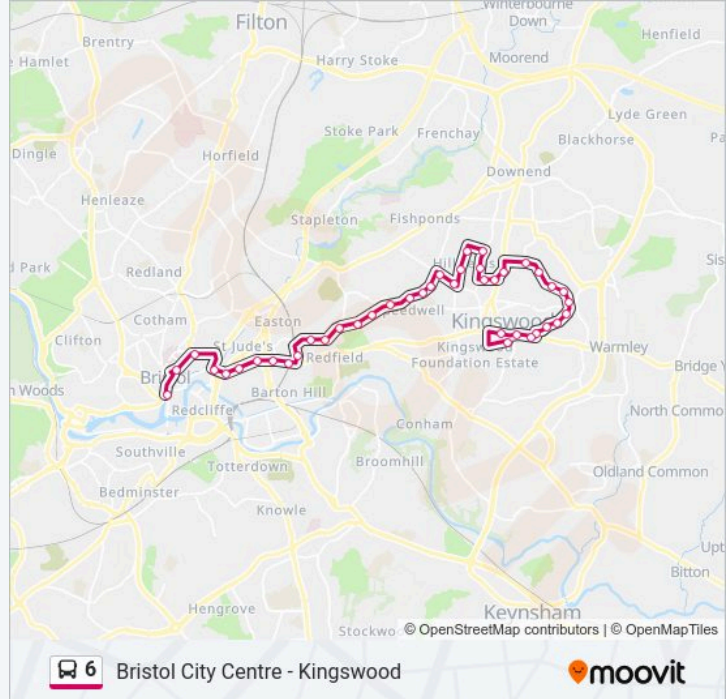 Winterbourne
Down
Filton
Henfield
Brentry
Hamlet
Harry Stoke
Moorend
Lyde Green
Stoke Park
Frenchay
Blackhorse
Dingle
Horfield
Downend
Henleaze
Stapleton
Fishponds
d Park
Redland
Cotham
Easton
Speedwell
Kingswood
Clifton
St Jude's
Redfield
Kingswood
Foundation Estate
Warmley
n Woods
Bristol
Barton Hill
Bridge Y
Redcliffe
Conham
North Commo
Southville
Totterdown
Broomhill
Oldland Common
Bedminster
Knowle
Upt
Bitton
Hengrove
Keynsham
Stockwo
© OpenStreetMap contributors | © OpenMapTiles
6 Bristol City Centre - Kingswood
moovit